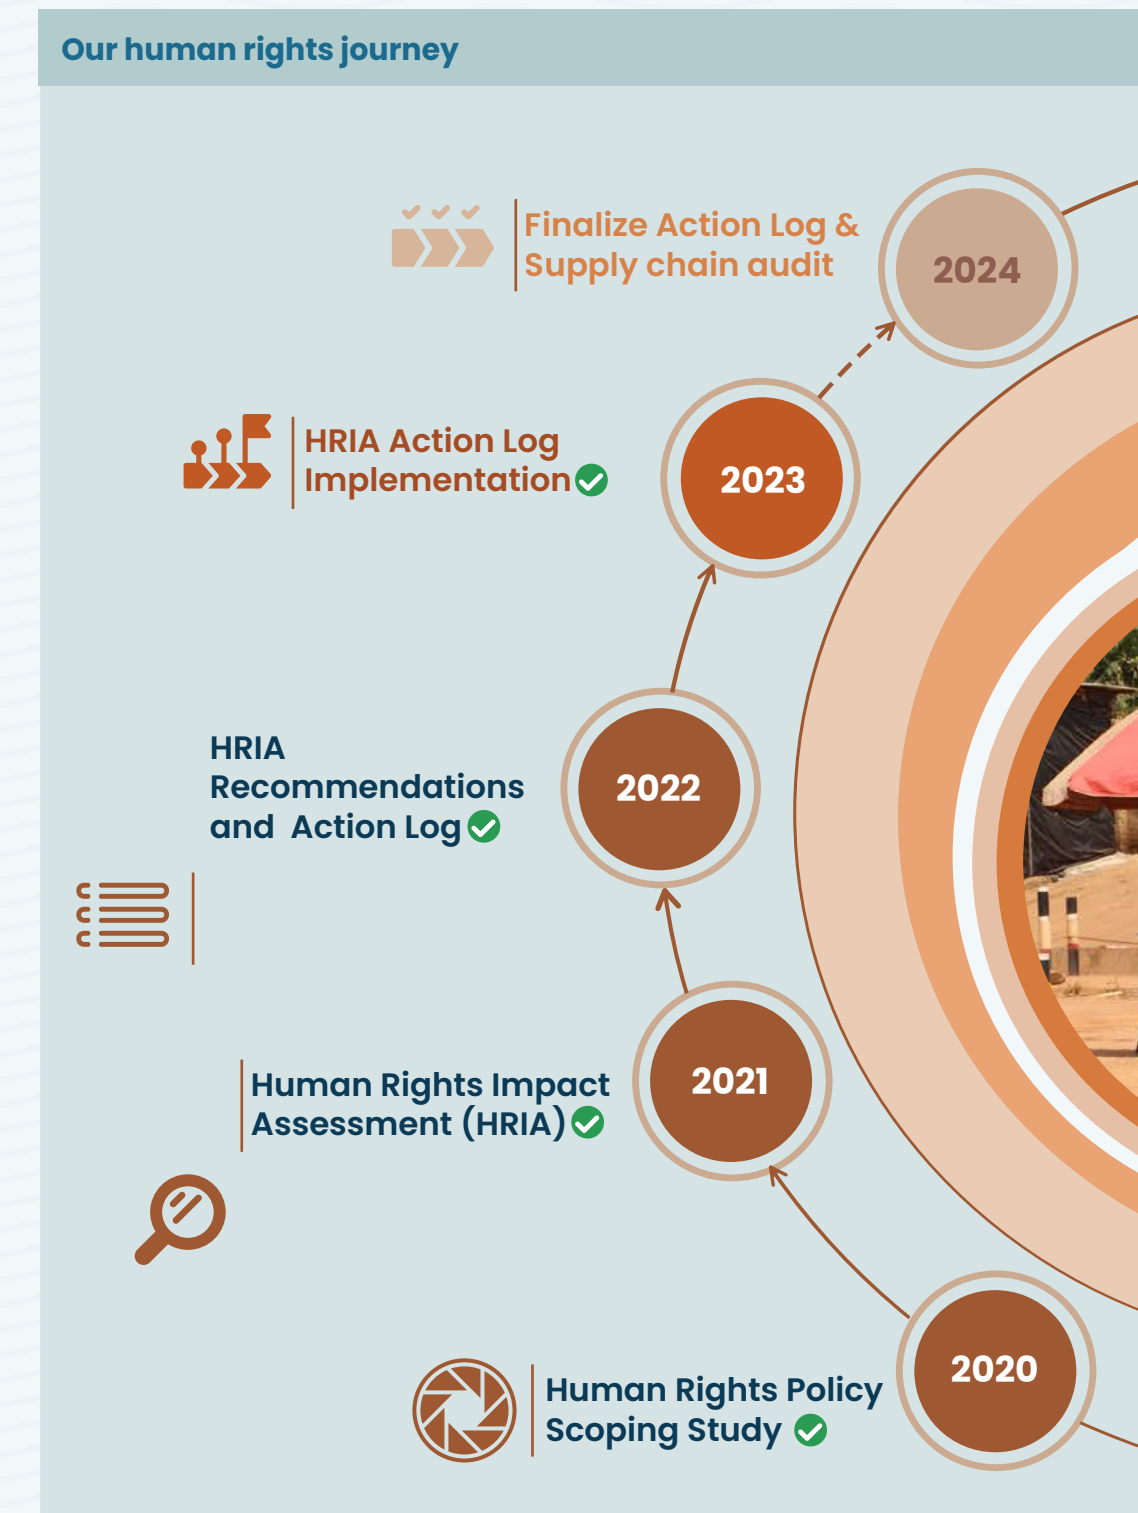 Our human rights journey
Finalize Action Log &
Supply chain audit
2024
HRIA Action Log
Implementation
2023
HRIA
Recommendations
and Action Log
2022
Human Rights Impact
Assessment (HRIA)
2021
Human Rights Policy
Scoping Study
2020